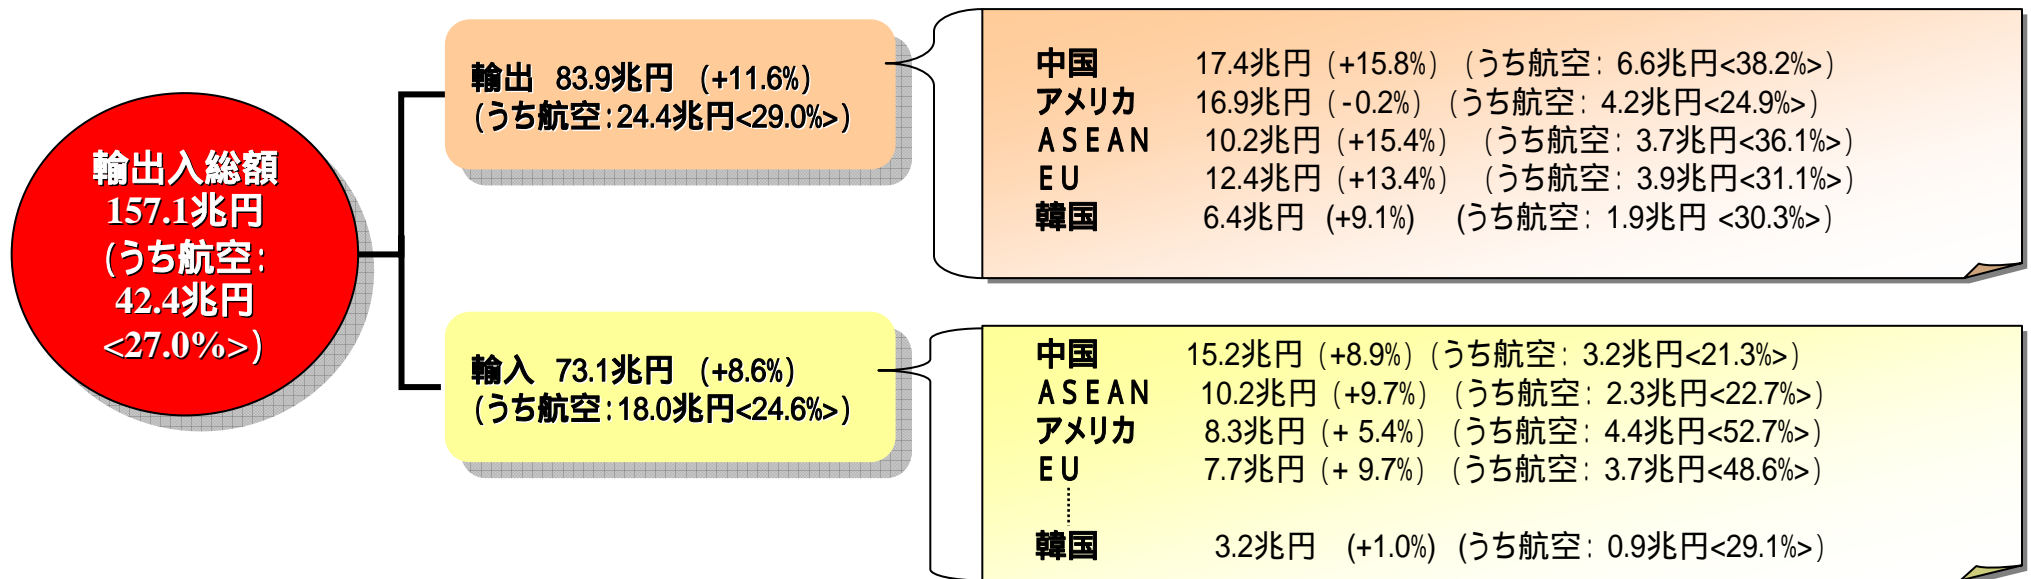 輸出入総額
157.1兆円
(うち航空:
42.4兆円
<27.0%>)
輸出 83.9兆円 (+11.6%)
(うち航空:24.4兆円<29.0%>)
中国 17.4兆円 (+15.8%) (うち航空: 6.6兆円<38.2%>)
アメリカ 16.9兆円 (-0.2%) (うち航空: 4.2兆円<24.9%>)
ASEAN 10.2兆円 (+15.4%) (うち航空: 3.7兆円<36.1%>)
EU 12.4兆円 (+13.4%) (うち航空: 3.9兆円<31.1%>)
韓国 6.4兆円 (+9.1%) (うち航空: 1.9兆円 <30.3%>)
輸入 73.1兆円 (+8.6%)
(うち航空:18.0兆円<24.6%>)
中国 15.2兆円 (+8.9%) (うち航空: 3.2兆円<21.3%>)
ASEAN 10.2兆円 (+9.7%) (うち航空: 2.3兆円<22.7%>)
アメリカ 8.3兆円 (+ 5.4%) (うち航空: 4.4兆円<52.7%>)
EU 7.7兆円 (+ 9.7%) (うち航空: 3.7兆円<48.6%>)
韓国 3.2兆円 (+1.0%) (うち航空: 0.9兆円<29.1%>)